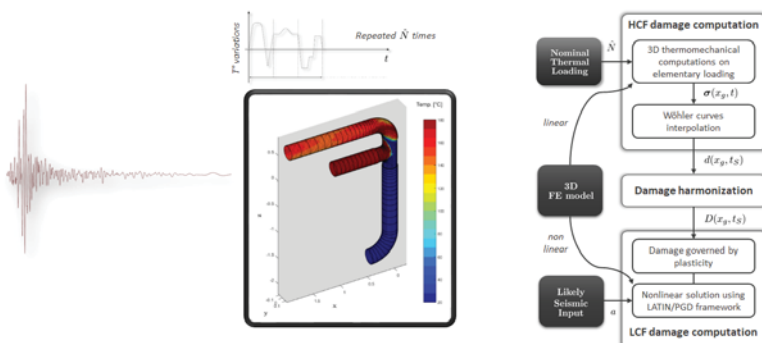 Repeated N̂ times
T° variations
t
Temp. [°C]
x
y
HCF damage computation
Nominal
Thermal
Loading
N̂
3D thermomechanical
computations on
elementary loading
σ(x_g, t)
linear
Wöhler curves
interpolation
d(x_g, t_S)
3D
FE model
Damage harmonization
D(x_g, t_S)
non
linear
Damage governed by
plasticity
Likely
Seismic
Input
a
Nonlinear solution using
LATIN/PGD framework
LCF damage computation